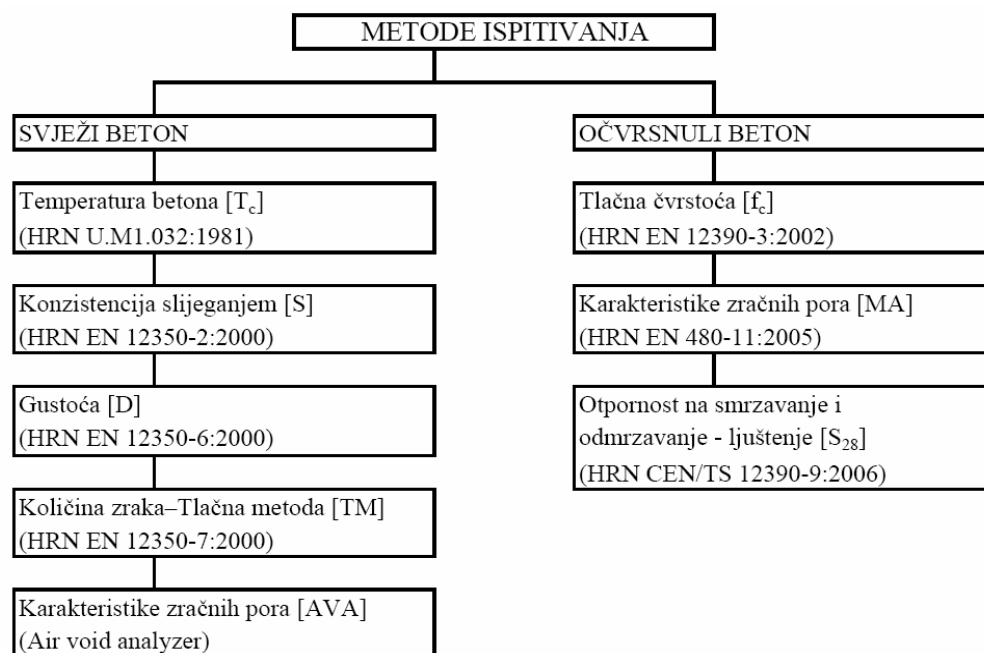 METODE ISPITIVANJA
SVJEŽI BETON
Temperatura betona [Tc]
(HRN U.M1.032:1981)
Konzistencija slijeganjem [S]
(HRN EN 12350-2:2000)
Gustoća [D]
(HRN EN 12350-6:2000)
Količina zraka–Tlačna metoda [TM]
(HRN EN 12350-7:2000)
Karakteristike zračnih pora [AVA]
(Air void analyzer)
OČVRSNULI BETON
Tlačna čvrstoća [fc]
(HRN EN 12390-3:2002)
Karakteristike zračnih pora [MA]
(HRN EN 480-11:2005)
Otpornost na smrzavanje i
odmrzavanje - ljuštenje [S28]
(HRN CEN/TS 12390-9:2006)